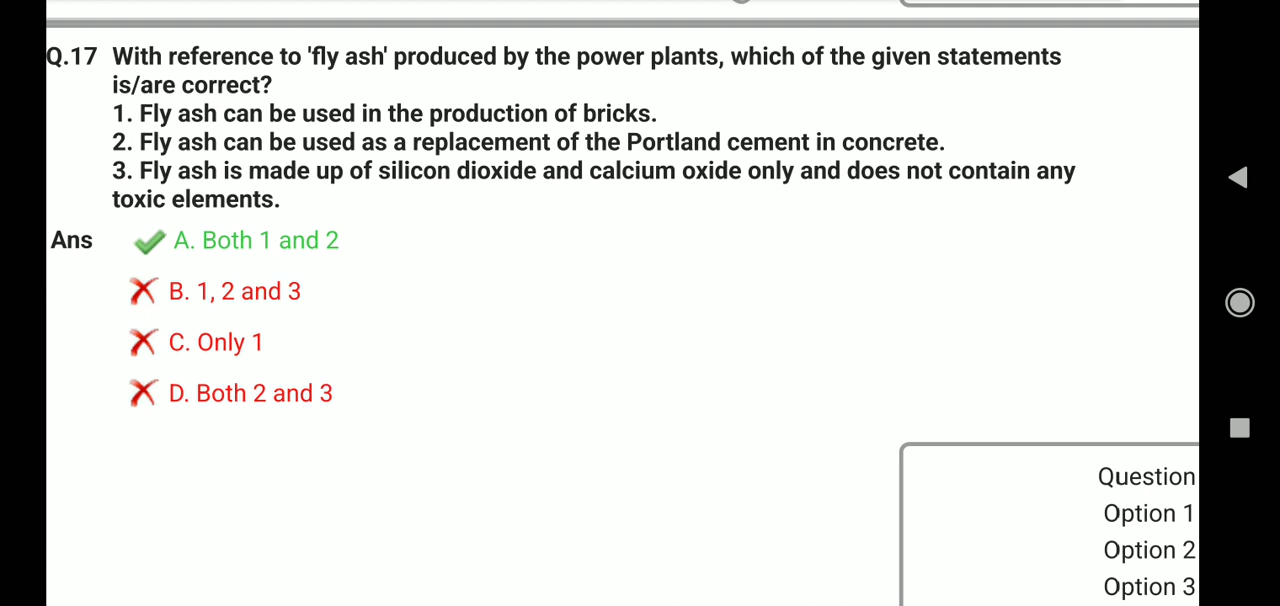 Q.17 With reference to 'fly ash' produced by the power plants, which of the given statements
is/are correct?
1. Fly ash can be used in the production of bricks.
2. Fly ash can be used as a replacement of the Portland cement in concrete.
3. Fly ash is made up of silicon dioxide and calcium oxide only and does not contain any
toxic elements.
Ans A. Both 1 and 2
B. 1, 2 and 3
C. Only 1
D. Both 2 and 3
Question
Option 1
Option 2
Option 3